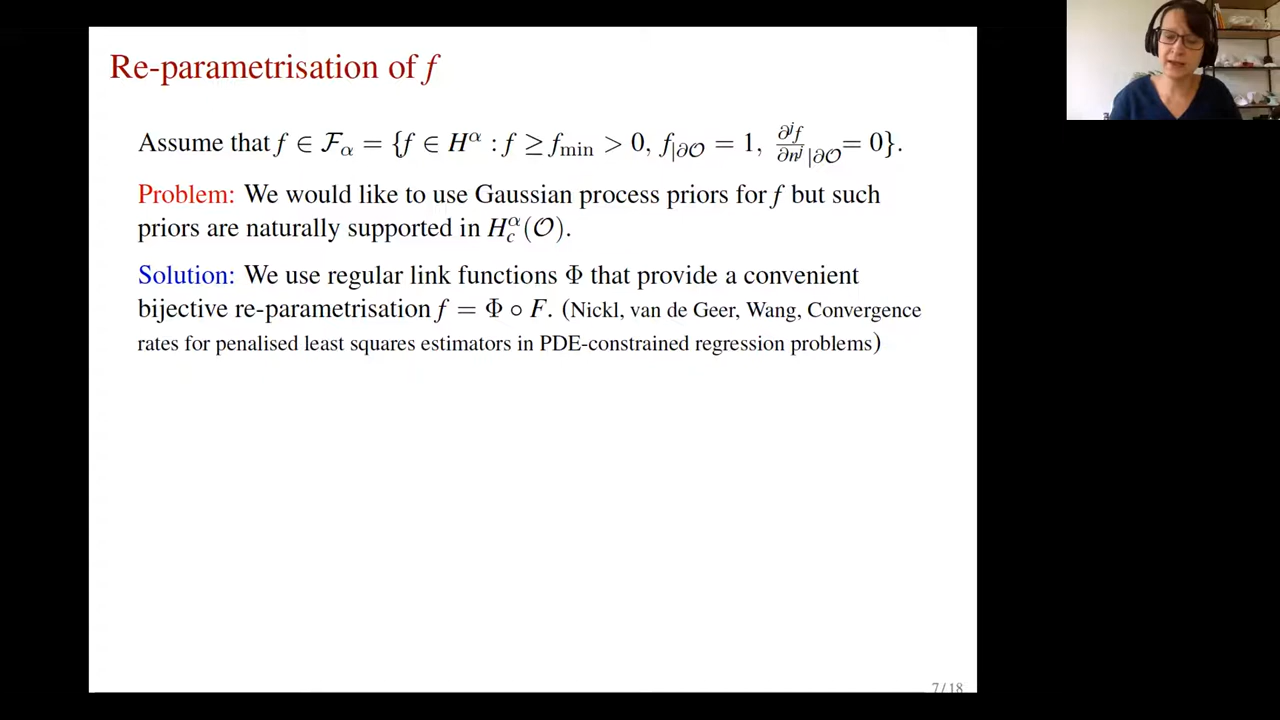 Re-parametrisation of f
Assume that f ∈ ℱ_α = {f ∈ H^α : f ≥ f_min > 0, f_|∂𝒪 = 1, ∂^j f/∂n^j_|∂𝒪 = 0}.
Problem: We would like to use Gaussian process priors for f but such
priors are naturally supported in H_c^α(𝒪).
Solution: We use regular link functions Φ that provide a convenient
bijective re-parametrisation f = Φ ∘ F. (Nickl, van de Geer, Wang, Convergence
rates for penalised least squares estimators in PDE-constrained regression problems)
7 / 18